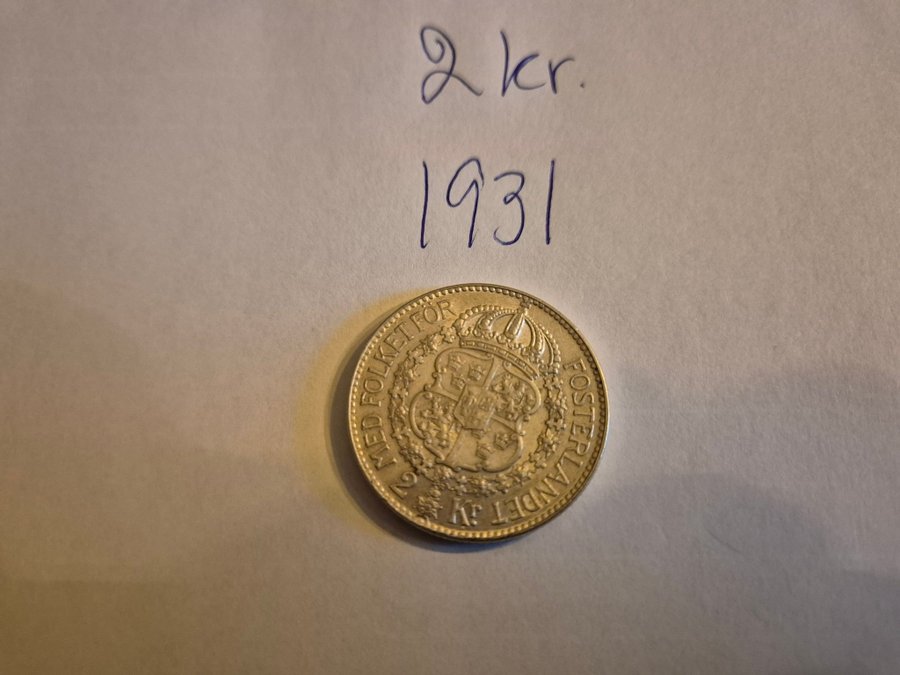 2 kr.
1931
MED FOLKET FÖR FOSTERLANDET
2 KR